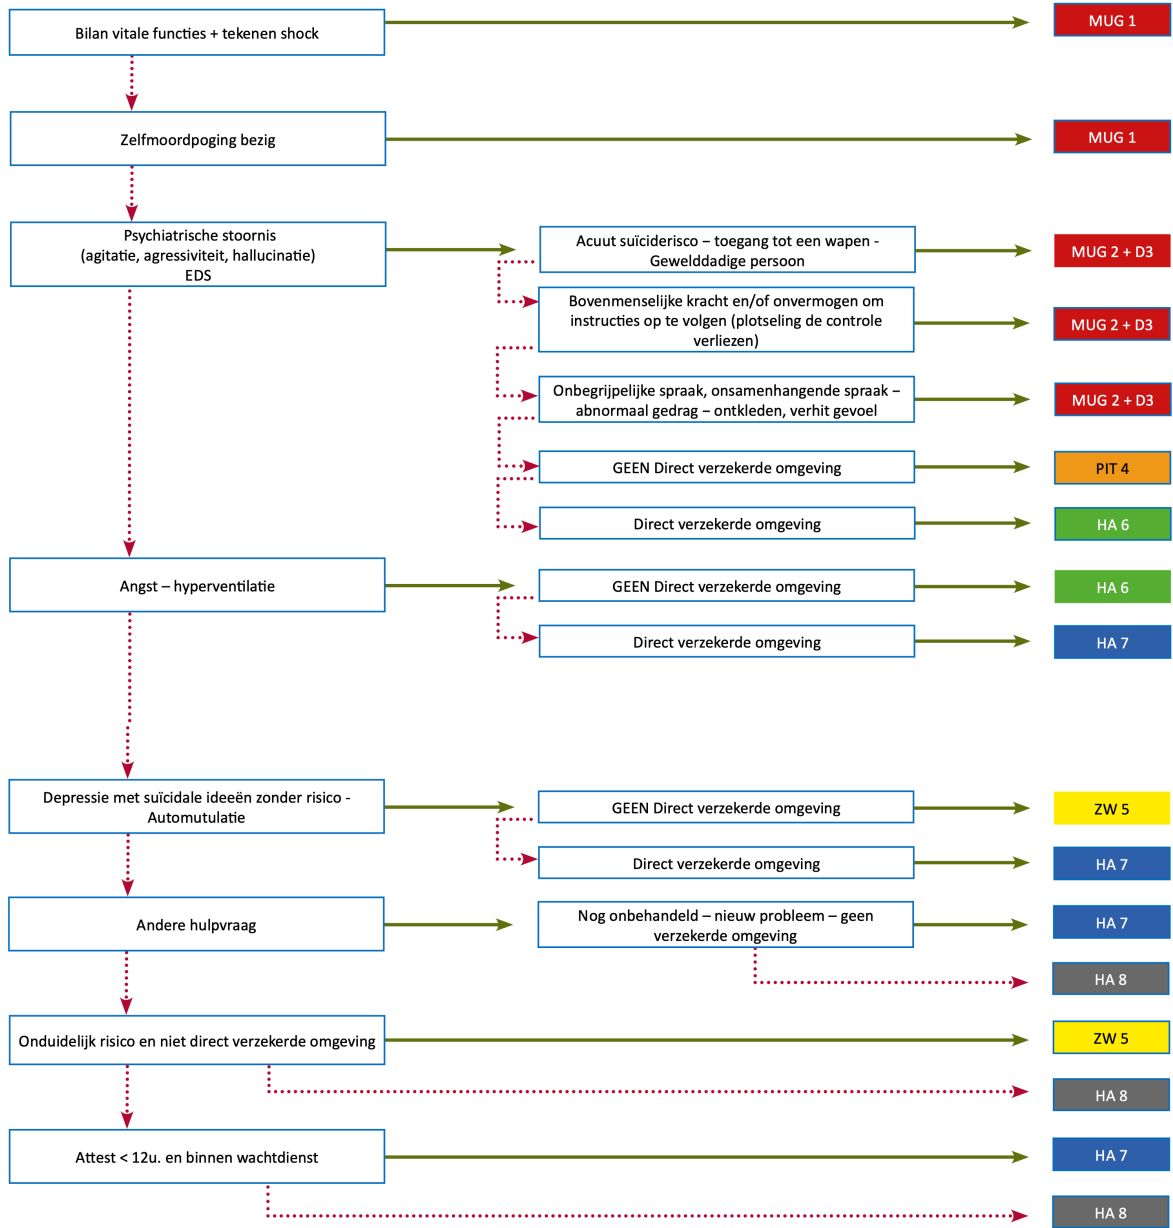 Bilan vitale functies + tekenen shock
MUG 1
Zelfmoordpoging bezig
MUG 1
Psychiatrische stoornis
(agitatie, agressiviteit, hallucinatie)
EDS
Acuut suïciderisco – toegang tot een wapen -
Gewelddadige persoon
MUG 2 + D3
Bovenmenselijke kracht en/of onvermogen om
instructies op te volgen (plotseling de controle
verliezen)
MUG 2 + D3
Onbegrijpelijke spraak, onsamenhangende spraak –
abnormaal gedrag – ontkleden, verhit gevoel
MUG 2 + D3
GEEN Direct verzekerde omgeving
PIT 4
Direct verzekerde omgeving
HA 6
Angst – hyperventilatie
GEEN Direct verzekerde omgeving
HA 6
Direct verzekerde omgeving
HA 7
Depressie met suïcidale ideeën zonder risico -
Automutulatie
GEEN Direct verzekerde omgeving
ZW 5
Direct verzekerde omgeving
HA 7
Andere hulpvraag
Nog onbehandeld – nieuw probleem – geen
verzekerde omgeving
HA 7
HA 8
Onduidelijk risico en niet direct verzekerde omgeving
ZW 5
HA 8
Attest < 12u. en binnen wachtdienst
HA 7
HA 8